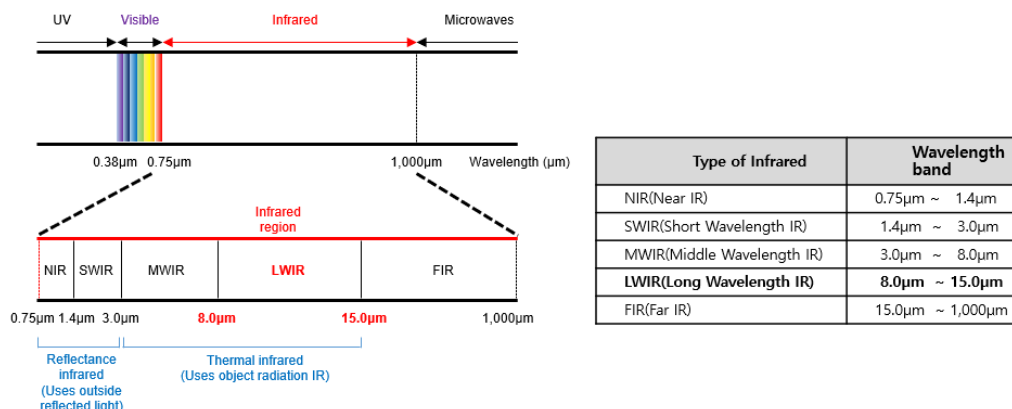 UV Visible Infrared Microwaves
0.38μm 0.75μm 1,000μm Wavelength (μm)
Infrared
region
NIR SWIR MWIR LWIR FIR
0.75μm 1.4μm 3.0μm 8.0μm 15.0μm 1,000μm
Reflectance
infrared
(Uses outside
reflected light)
Thermal infrared
(Uses object radiation IR)
Type of Infrared Wavelength
band
NIR(Near IR) 0.75μm ~ 1.4μm
SWIR(Short Wavelength IR) 1.4μm ~ 3.0μm
MWIR(Middle Wavelength IR) 3.0μm ~ 8.0μm
LWIR(Long Wavelength IR) 8.0μm ~ 15.0μm
FIR(Far IR) 15.0μm ~ 1,000μm